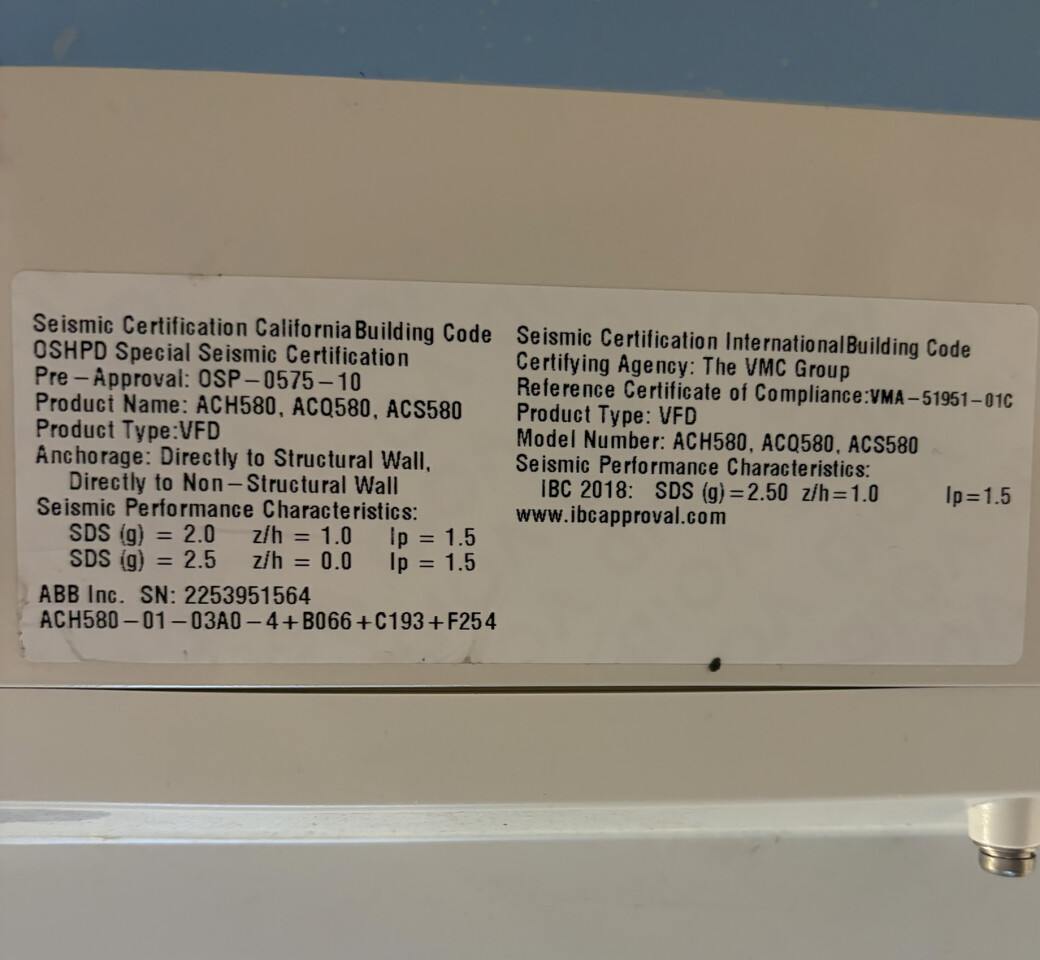 Seismic Certification California Building Code
OSHPD Special Seismic Certification
Pre-Approval: OSP-0575-10
Product Name: ACH580, ACQ580, ACS580
Product Type:VFD
Anchorage: Directly to Structural Wall,
Directly to Non-Structural Wall
Seismic Performance Characteristics:
SDS (g) = 2.0 z/h = 1.0 Ip = 1.5
SDS (g) = 2.5 z/h = 0.0 Ip = 1.5
ABB Inc. SN: 2253951564
ACH580-01-03A0-4+B066+C193+F254
Seismic Certification International Building Code
Certifying Agency: The VMC Group
Reference Certificate of Compliance:VMA-51951-01C
Product Type: VFD
Model Number: ACH580, ACQ580, ACS580
Seismic Performance Characteristics:
IBC 2018: SDS (g)=2.50 z/h=1.0 Ip=1.5
www.ibcapproval.com